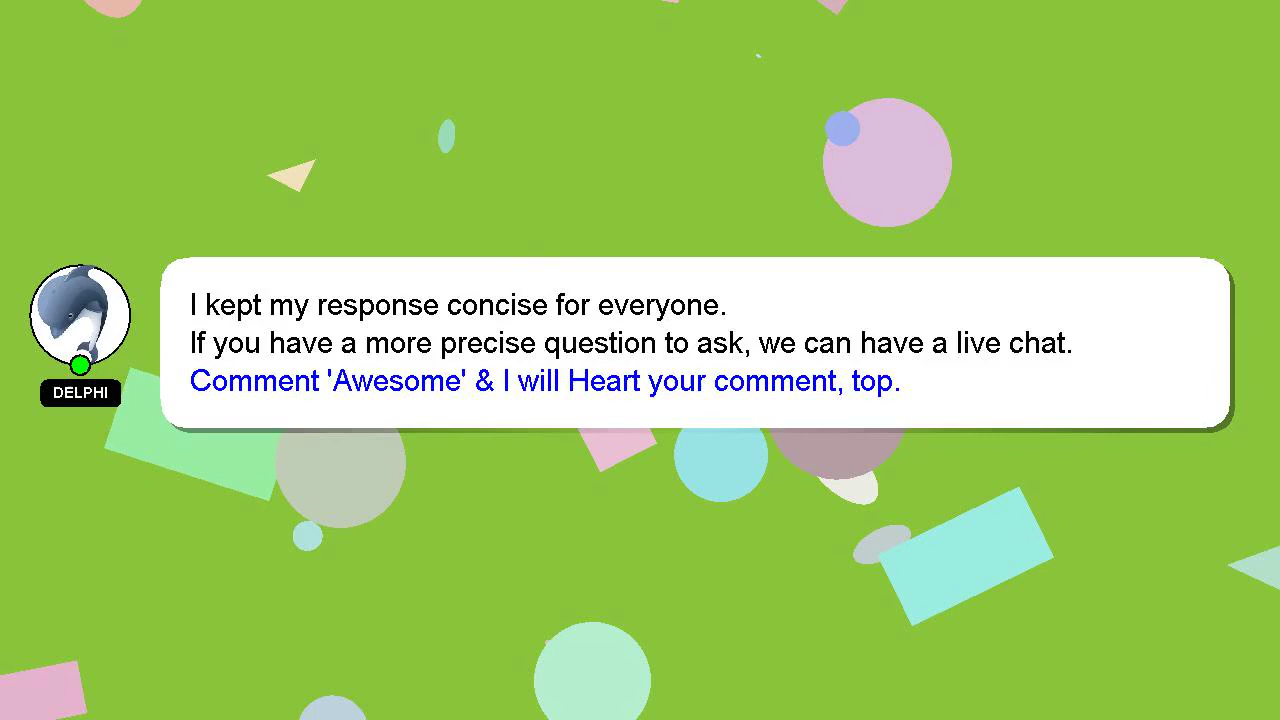 I kept my response concise for everyone.
If you have a more precise question to ask, we can have a live chat.
Comment 'Awesome' & I will Heart your comment, top.
DELPHI